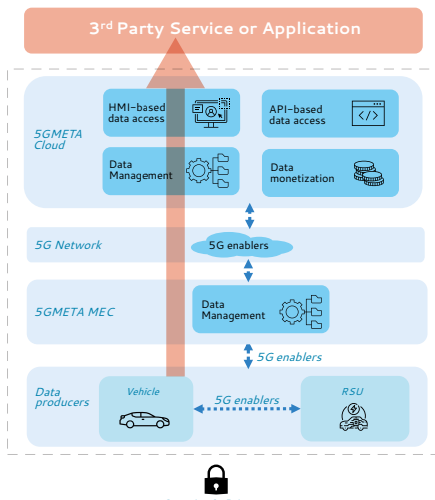 3rd Party Service or Application
HMI-based
data access
API-based
data access
5GMETA
Cloud
Data
Management
Data
monetization
5G Network
5G enablers
5GMETA MEC
Data
Management
5G enablers
Data
producers
Vehicle
5G enablers
RSU